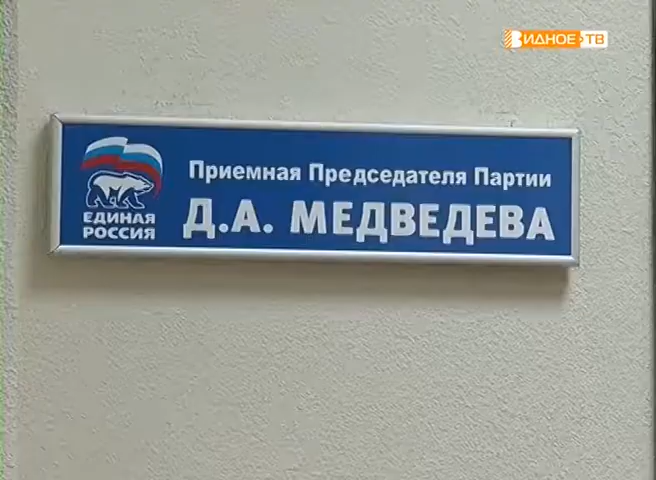 ВИДНОЕ-ТВ
Приемная Председателя Партии
Д.А. МЕДВЕДЕВА
ЕДИНАЯ
РОССИЯ